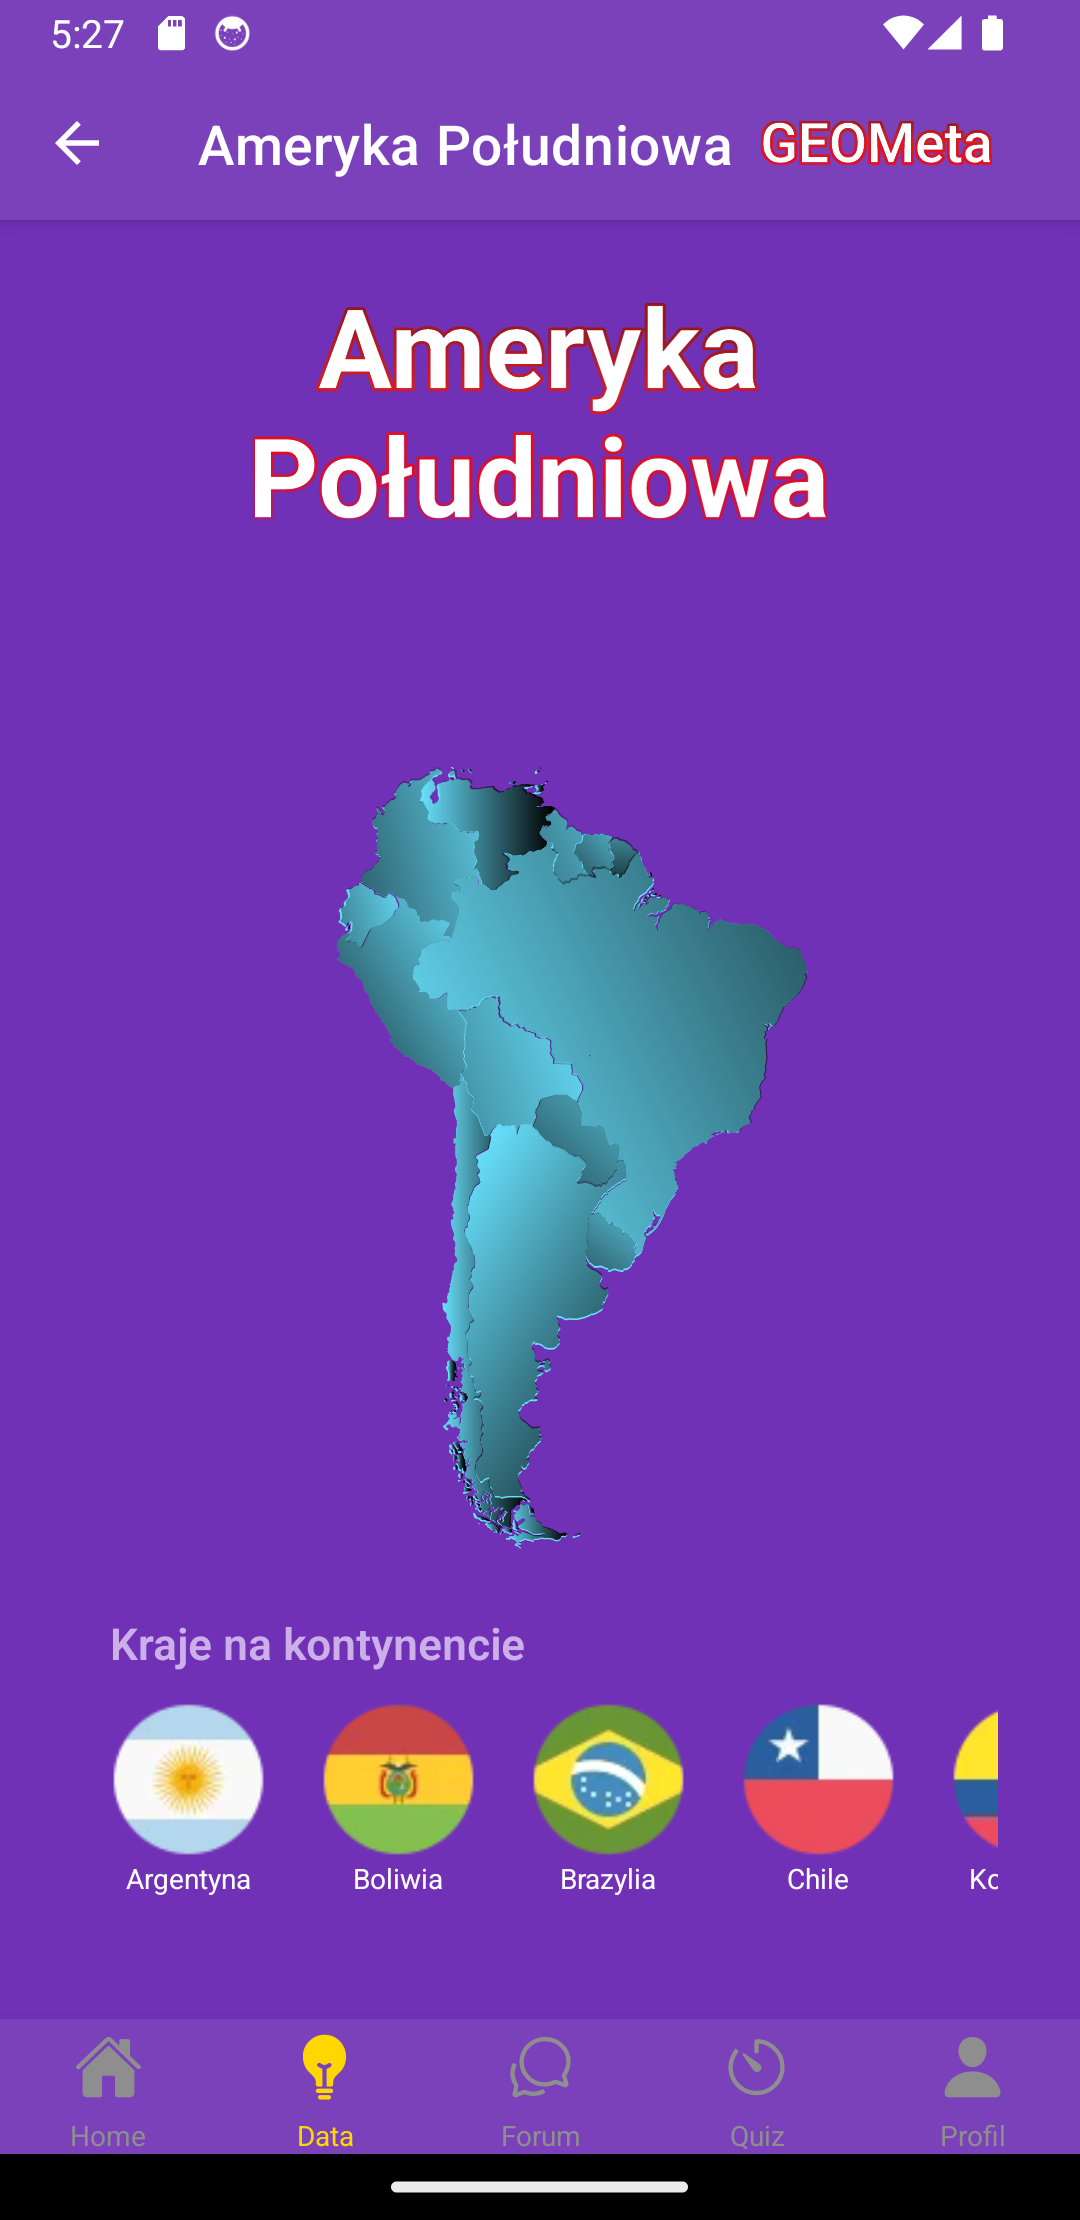 5:27
Ameryka Południowa GEOMeta
Ameryka
Południowa
Kraje na kontynencie
Argentyna Boliwia Brazylia Chile
Home Data Forum Quiz Profil